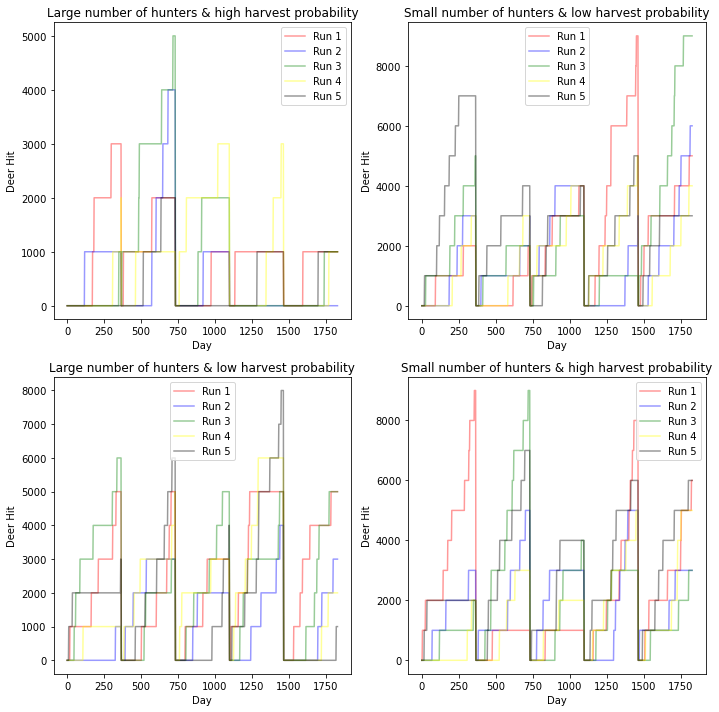 Large number of hunters & high harvest probability
5000
4000
3000
2000
1000
0
Deer Hit
0 250 500 750 1000 1250 1500 1750
Day
Run 1
Run 2
Run 3
Run 4
Run 5
Small number of hunters & low harvest probability
8000
6000
4000
2000
0
Deer Hit
0 250 500 750 1000 1250 1500 1750
Day
Run 1
Run 2
Run 3
Run 4
Run 5
Large number of hunters & low harvest probability
8000
7000
6000
5000
4000
3000
2000
1000
0
Deer Hit
0 250 500 750 1000 1250 1500 1750
Day
Run 1
Run 2
Run 3
Run 4
Run 5
Small number of hunters & high harvest probability
8000
6000
4000
2000
0
Deer Hit
0 250 500 750 1000 1250 1500 1750
Day
Run 1
Run 2
Run 3
Run 4
Run 5